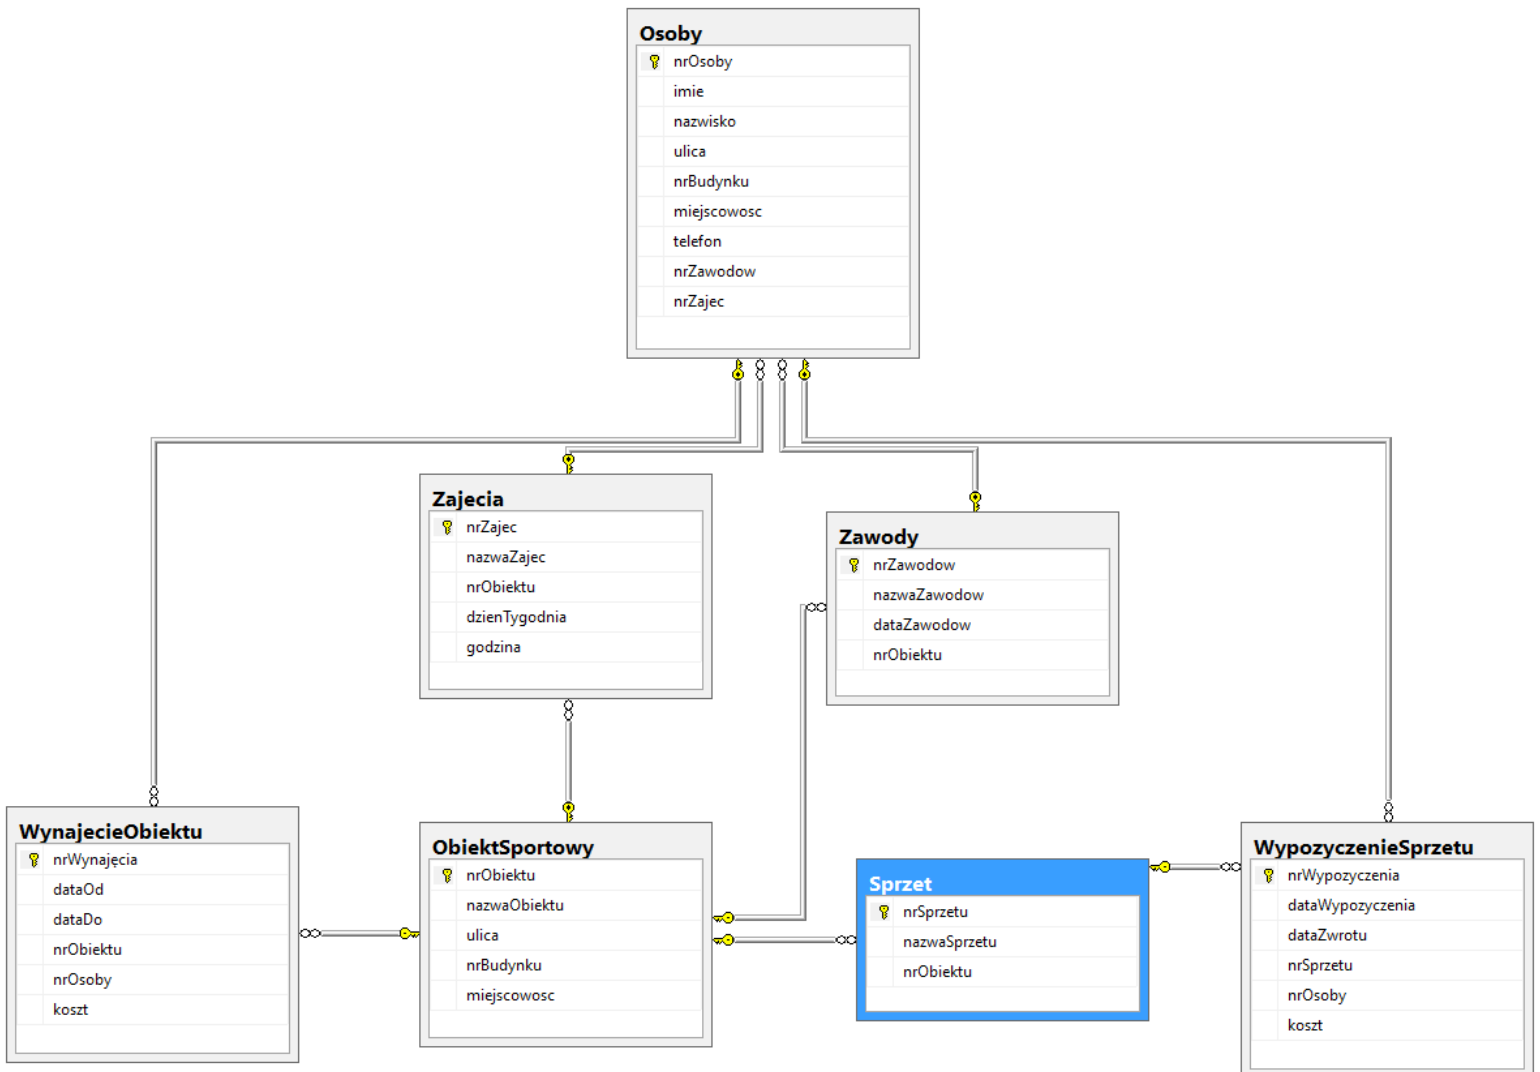 Osoby
nrOsoby
imie
nazwisko
ulica
nrBudynku
miejscowosc
telefon
nrZawodow
nrZajec
Zajecia
nrZajec
nazwaZajec
nrObiektu
dzienTygodnia
godzina
Zawody
nrZawodow
nazwaZawodow
dataZawodow
nrObiektu
WynajecieObiektu
nrWynajęcia
dataOd
dataDo
nrObiektu
nrOsoby
koszt
ObiektSportowy
nrObiektu
nazwaObiektu
ulica
nrBudynku
miejscowosc
Sprzet
nrSprzetu
nazwaSprzetu
nrObiektu
WypozyczenieSprzetu
nrWypozyczenia
dataWypozyczenia
dataZwrotu
nrSprzetu
nrOsoby
koszt